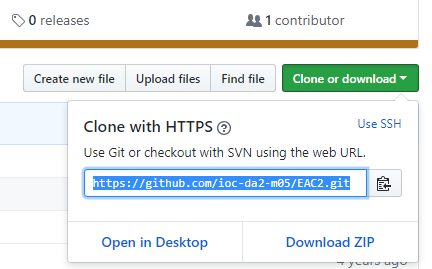 0 releases
1 contributor
Create new file
Upload files
Find file
Clone or download
Clone with HTTPS
Use SSH
Use Git or checkout with SVN using the web URL.
https://github.com/ioc-da2-m05/EAC2.git
Open in Desktop
Download ZIP
4 years ago